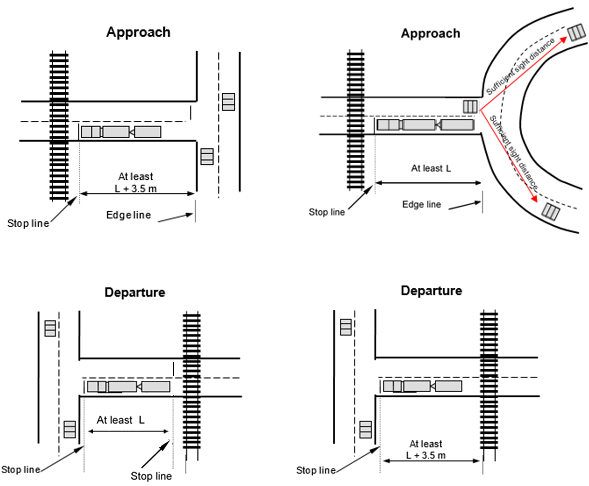 Approach
At least
L + 3.5 m
Stop line
Edge line
Approach
Sufficient sight distance
Sufficient sight distance
At least L
Stop line
Edge line
Departure
At least L
Stop line
Stop line
Departure
At least
L + 3.5 m
Stop line